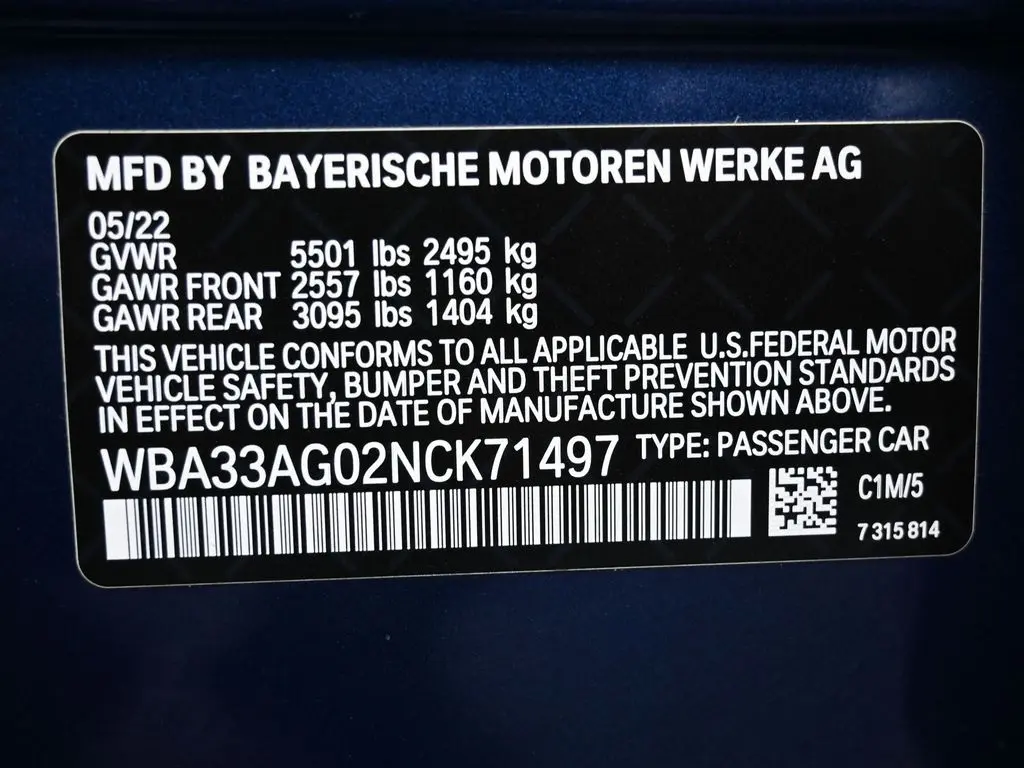 MFD BY BAYERISCHE MOTOREN WERKE AG
05/22
GVWR 5501 lbs 2495 kg
GAWR FRONT 2557 lbs 1160 kg
GAWR REAR 3095 lbs 1404 kg
THIS VEHICLE CONFORMS TO ALL APPLICABLE U.S.FEDERAL MOTOR
VEHICLE SAFETY, BUMPER AND THEFT PREVENTION STANDARDS
IN EFFECT ON THE DATE OF MANUFACTURE SHOWN ABOVE.
WBA33AG02NCK71497 TYPE: PASSENGER CAR
C1M/5
7 315 814